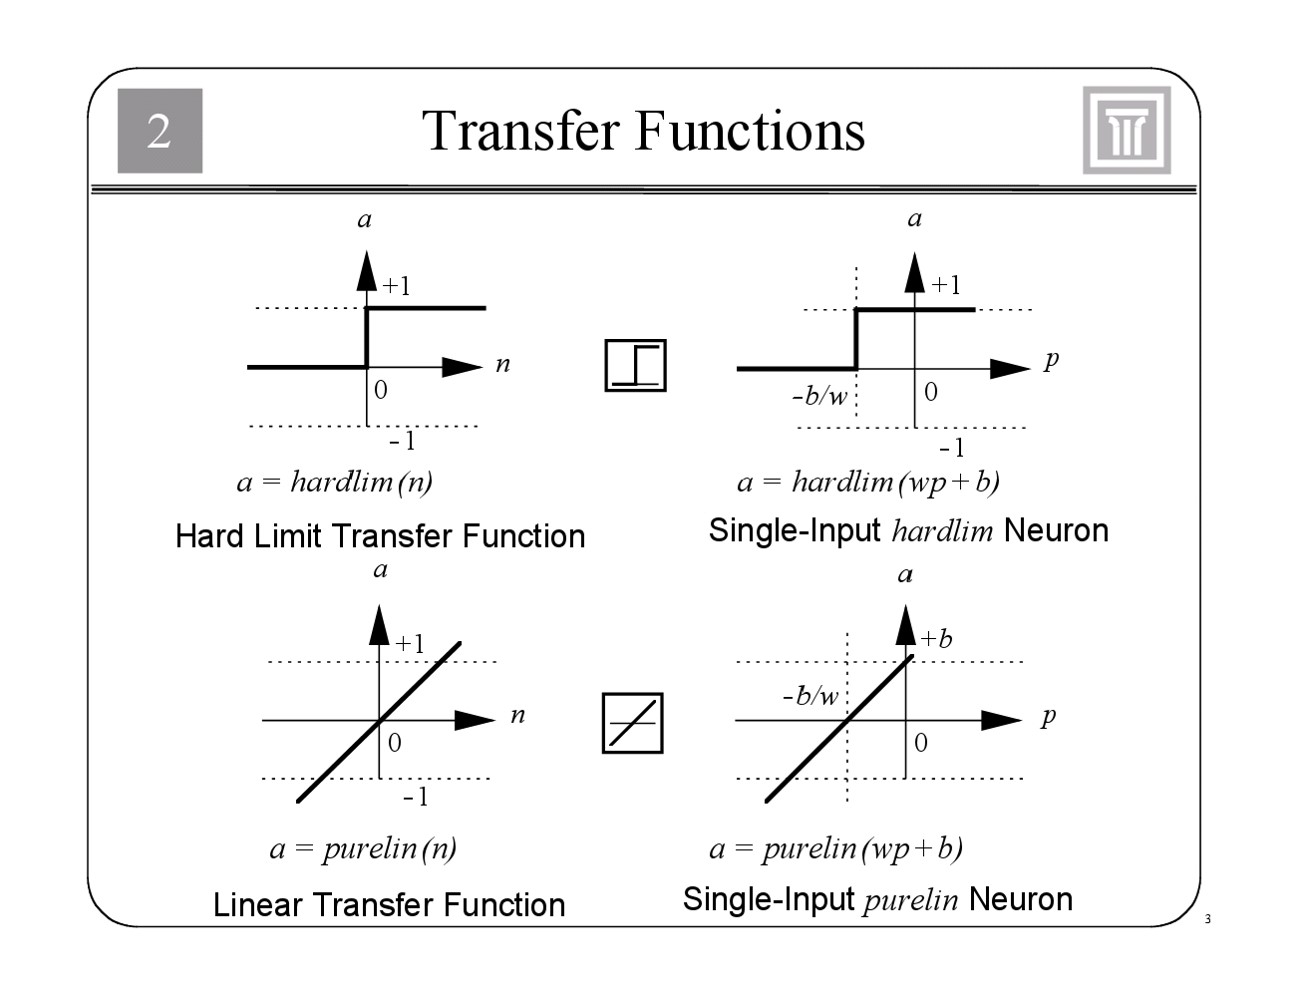 2
Transfer Functions
a
+1
n
0
-1
a = hardlim(n)
Hard Limit Transfer Function
a
+1
p
-b/w
0
-1
a = hardlim(wp+b)
Single-Input hardlim Neuron
a
+1
n
0
-1
a = purelin(n)
Linear Transfer Function
a
+b
-b/w
p
0
a = purelin(wp+b)
Single-Input purelin Neuron
3